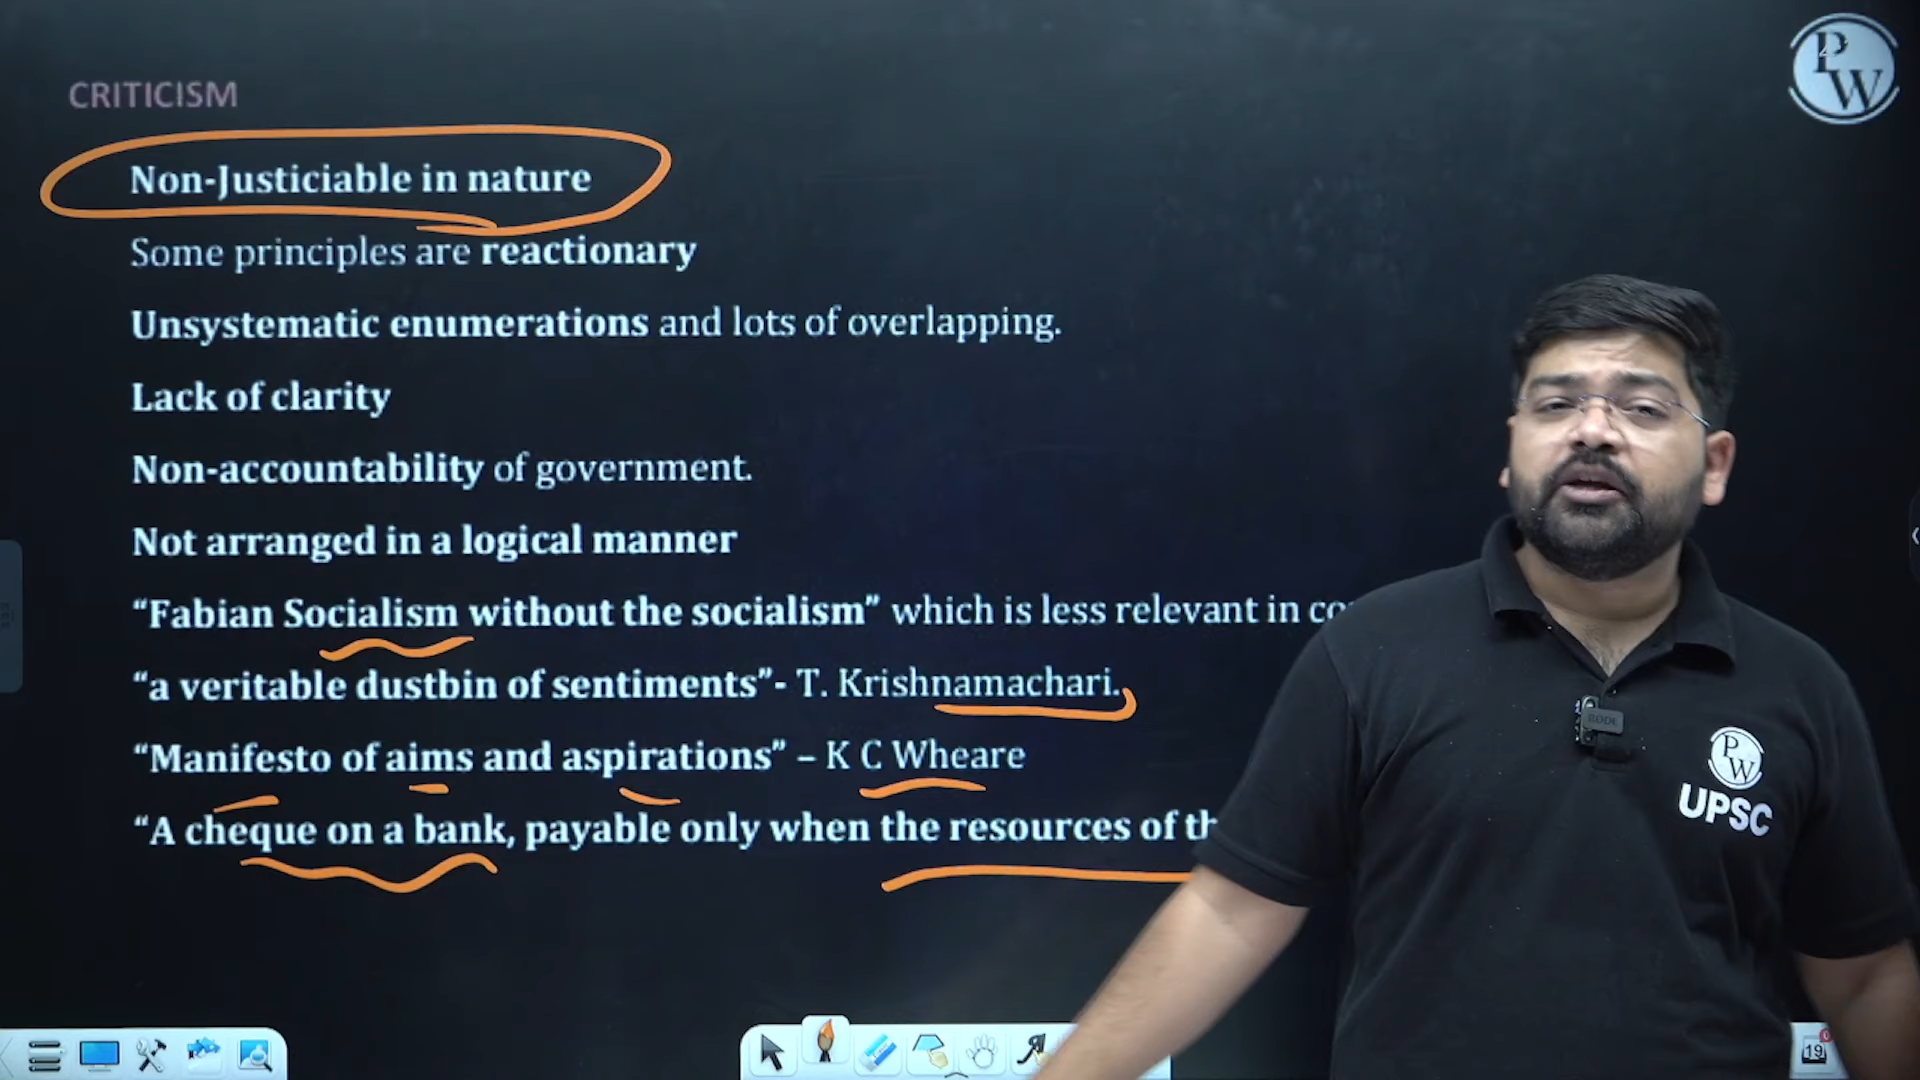 CRITICISM
Non-Justiciable in nature
Some principles are reactionary
Unsystematic enumerations and lots of overlapping.
Lack of clarity
Non-accountability of government.
Not arranged in a logical manner
“Fabian Socialism without the socialism” which is less relevant in
“a veritable dustbin of sentiments”- T. Krishnamachari.
“Manifesto of aims and aspirations” – K C Wheare
“A cheque on a bank, payable only when the resources of
PW
RODE
PW
UPSC
19